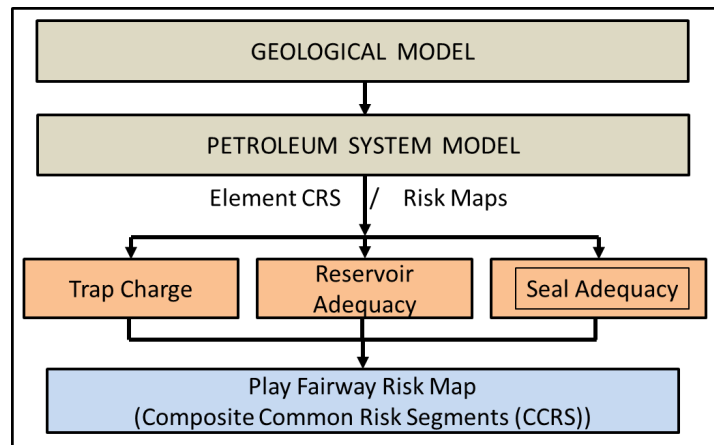 GEOLOGICAL MODEL
PETROLEUM SYSTEM MODEL
Element CRS / Risk Maps
Trap Charge
Reservoir
Adequacy
Seal Adequacy
Play Fairway Risk Map
(Composite Common Risk Segments (CCRS))